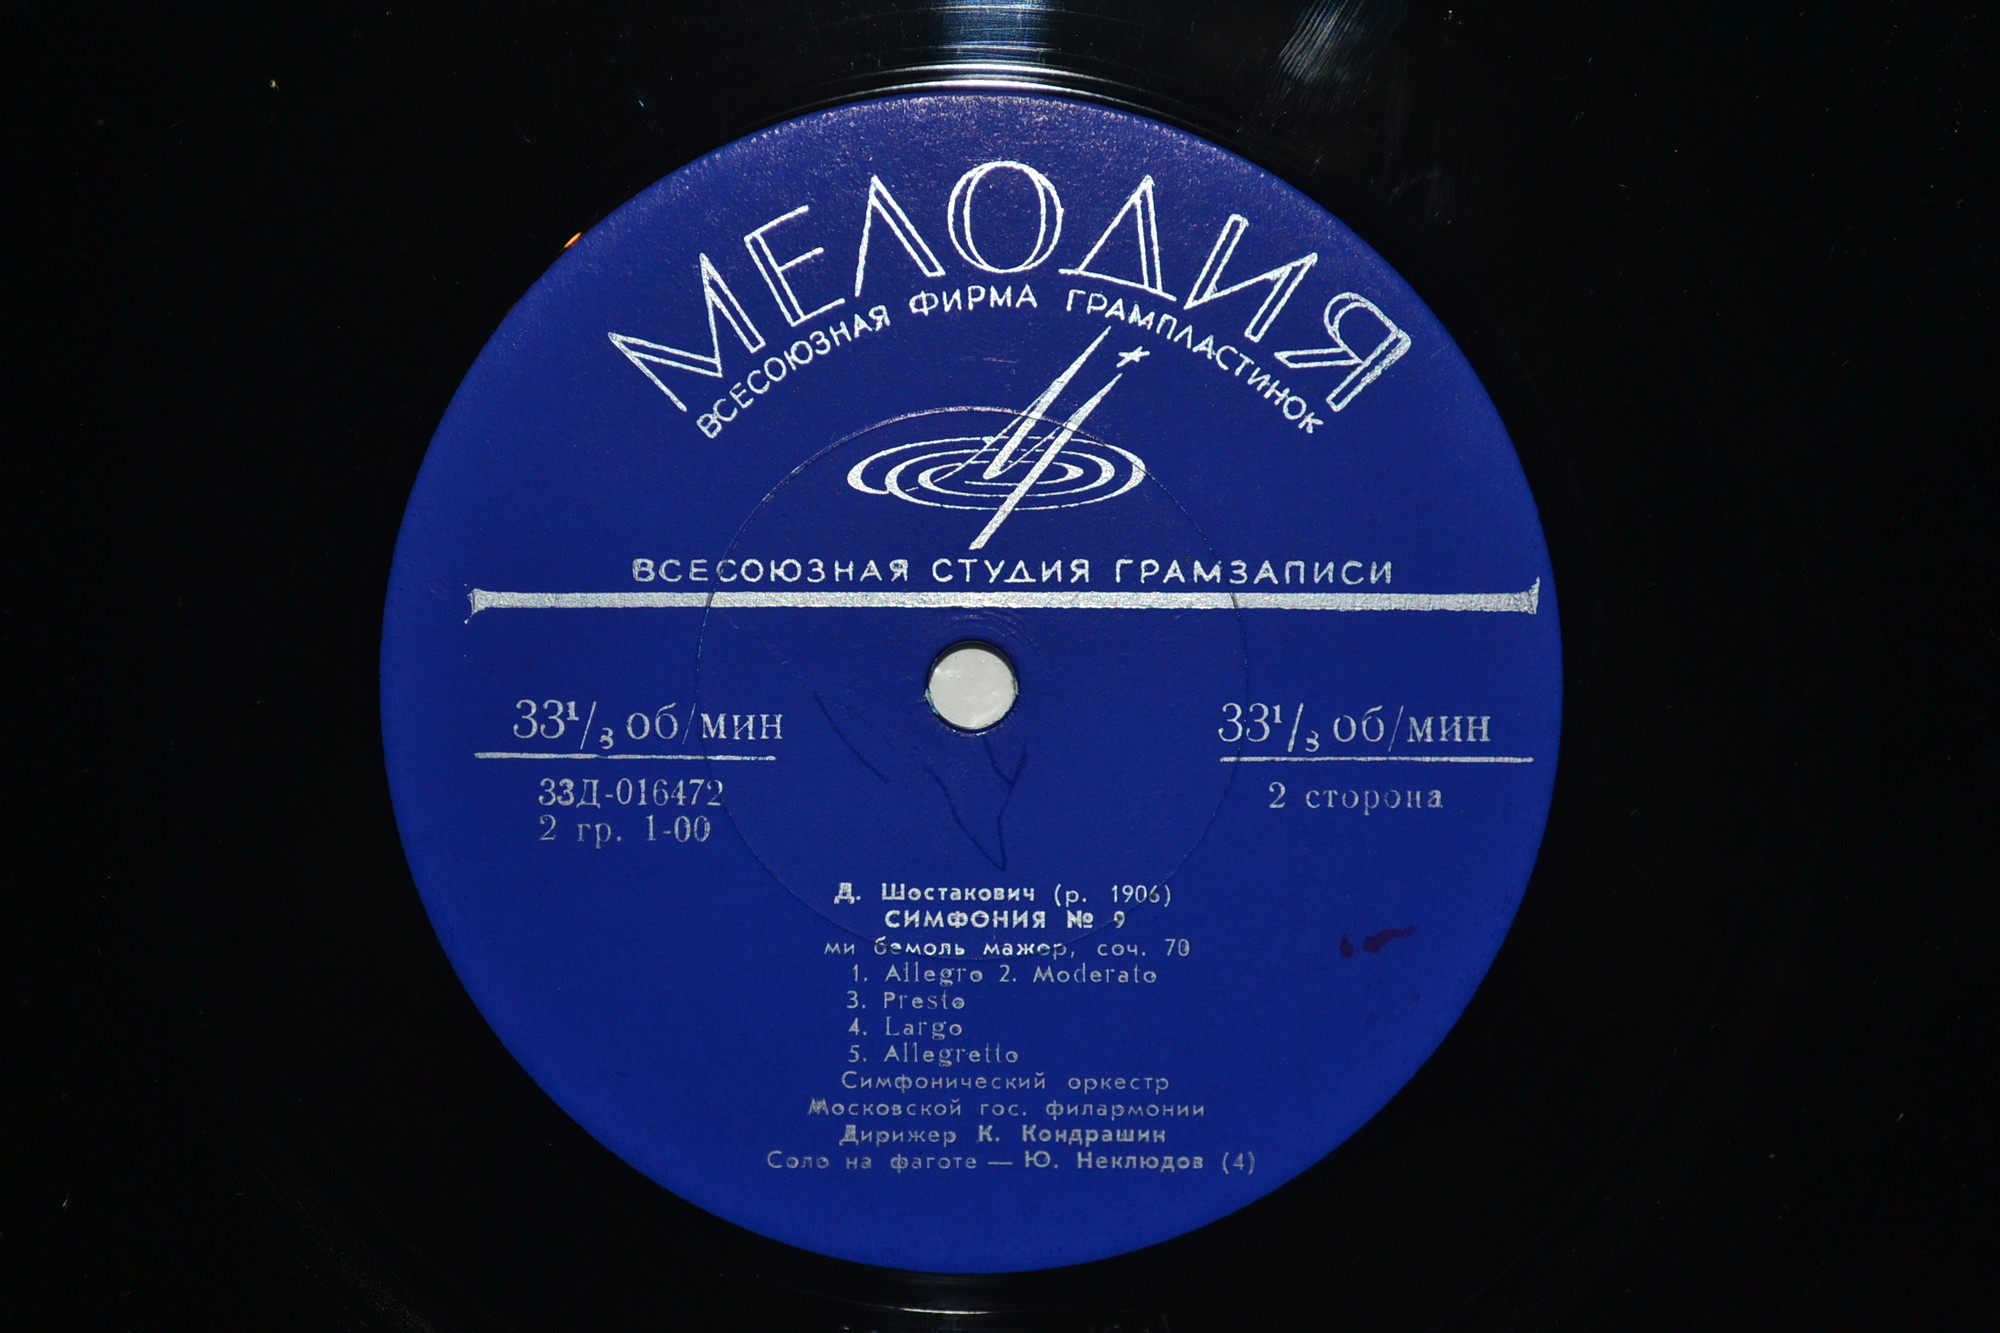 МЕЛОДИЯ
ВСЕСОЮЗНАЯ ФИРМА ГРАМПЛАСТИНОК
ВСЕСОЮЗНАЯ СТУДИЯ ГРАМЗАПИСИ
33¹/₃ об/мин
33Д-016472
2 гр. 1-00
33¹/₃ об/мин
2 сторона
Д. Шостакович (р. 1906)
СИМФОНИЯ № 9
ми бемоль мажор, соч. 70
1. Allegro 2. Moderato
3. Presto
4. Largo
5. Allegretto
Симфонический оркестр
Московской гос. филармонии
Дирижер К. Кондрашин
Соло на фаготе — Ю. Неклюдов (4)